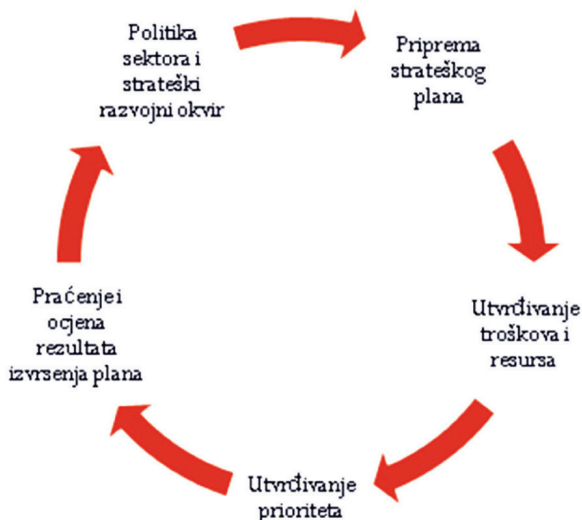 Politika
sektora i
strateški
razvojni okvir
Priprema
strateškog
plana
Utvrđivanje
troškova i
resursa
Utvrđivanje
prioriteta
Praćenje i
ocjena
rezultata
izvrsenja plana